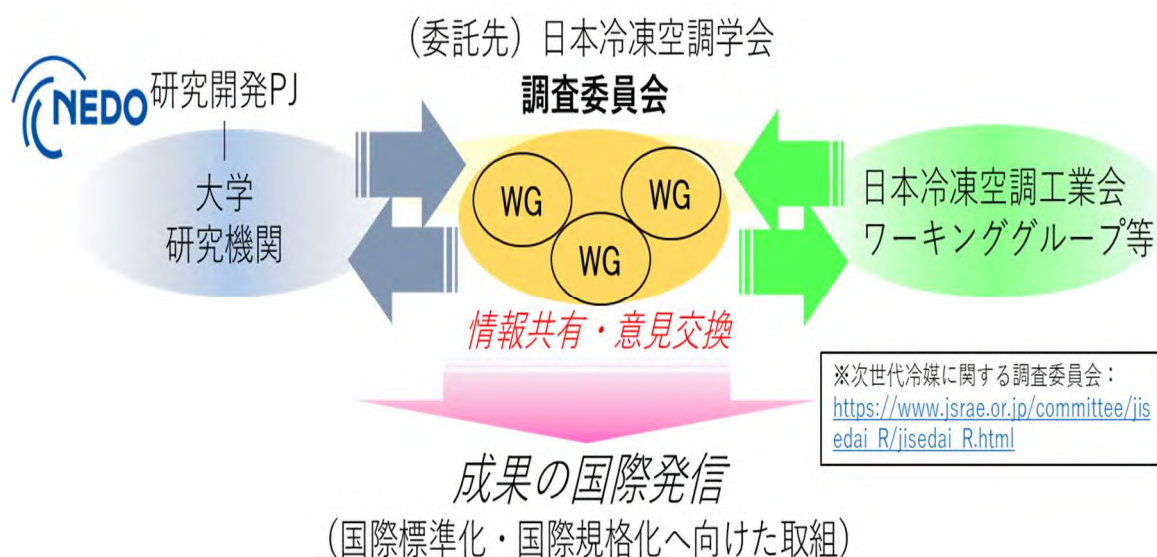 (委託先)日本冷凍空調学会
調査委員会
NEDO 研究開発PJ
大学
研究機関
WG
WG
WG
日本冷凍空調工業会
ワーキンググループ等
情報共有・意見交換
※次世代冷媒に関する調査委員会:
https://www.jsrae.or.jp/committee/jis
edai_R/jisedai_R.html
成果の国際発信
(国際標準化・国際規格化へ向けた取組)